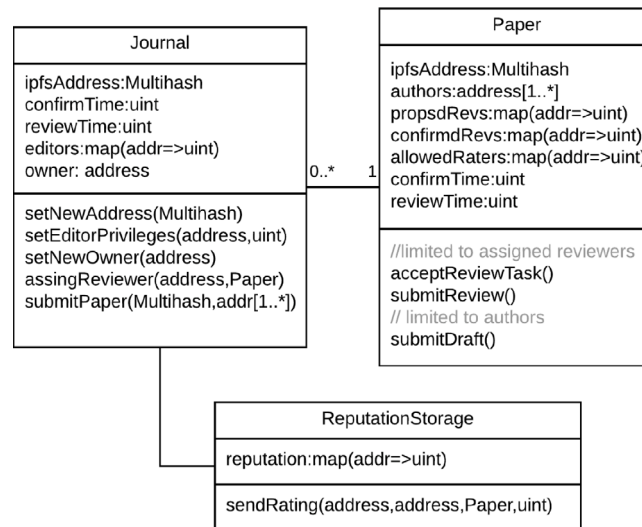 Journal
ipfsAddress:Multihash
confirmTime:uint
reviewTime:uint
editors:map(addr=>uint)
owner: address
setNewAddress(Multihash)
setEditorPrivileges(address,uint)
setNewOwner(address)
assingReviewer(address,Paper)
submitPaper(Multihash,addr[1..*])
0..*
1
Paper
ipfsAddress:Multihash
authors:address[1..*]
propsdRevs:map(addr=>uint)
confirmdRevs:map(addr=>uint)
allowedRaters:map(addr=>uint)
confirmTime:uint
reviewTime:uint
//limited to assigned reviewers
acceptReviewTask()
submitReview()
// limited to authors
submitDraft()
ReputationStorage
reputation:map(addr=>uint)
sendRating(address,address,Paper,uint)